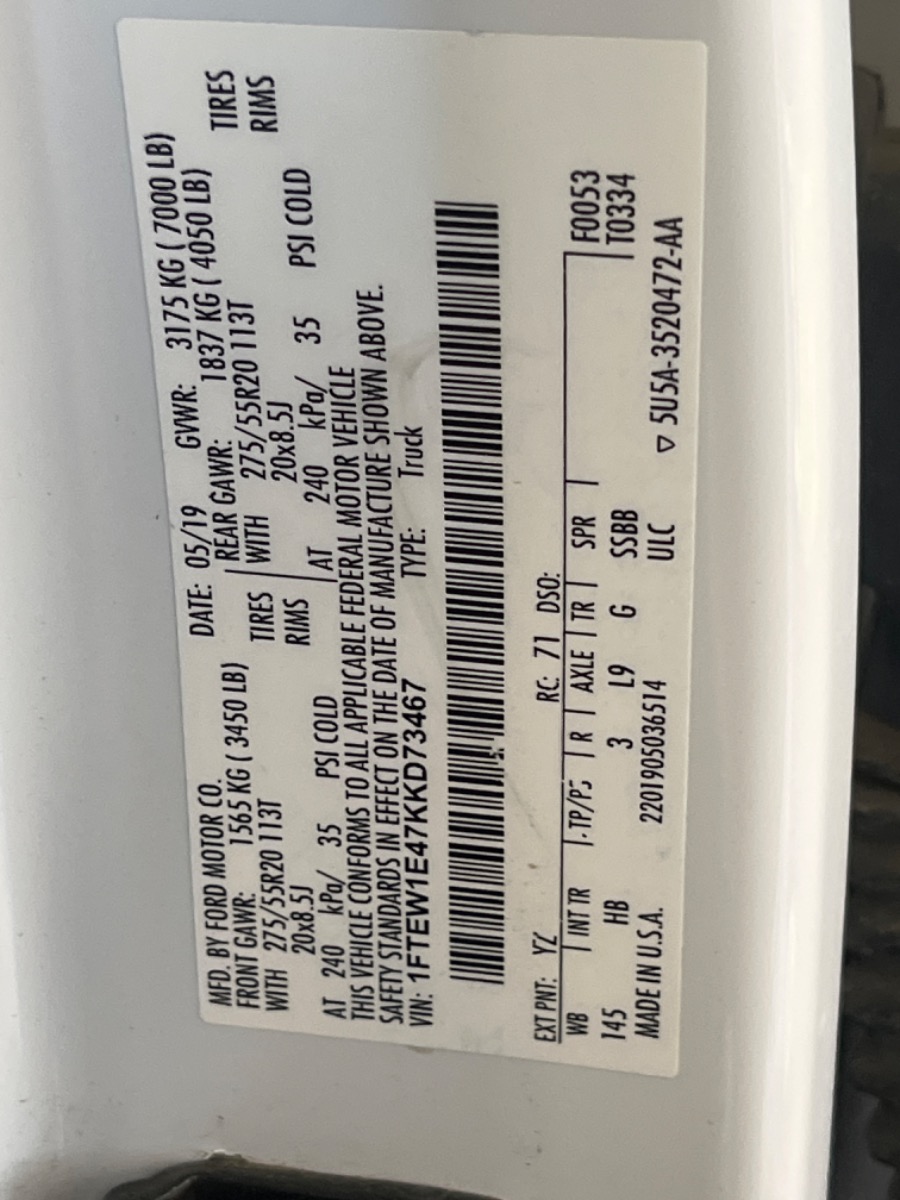 MFD. BY FORD MOTOR CO.
DATE: 05/19 GVWR: 3175 KG ( 7000 LB)
FRONT GAWR: 1565 KG ( 3450 LB)
REAR GAWR: 1837 KG ( 4050 LB)
WITH 275/55R20 113T TIRES
WITH 275/55R20 113T TIRES
20x8.5J RIMS
20x8.5J RIMS
AT 240 kPa/ 35 PSI COLD
AT 240 kPa/ 35 PSI COLD
THIS VEHICLE CONFORMS TO ALL APPLICABLE FEDERAL MOTOR VEHICLE
SAFETY STANDARDS IN EFFECT ON THE DATE OF MANUFACTURE SHOWN ABOVE.
VIN: 1FTEW1E47KKD73467 TYPE: Truck
EXT PNT: YZ RC: 71 DSO:
WB INT TR TP/PS R AXLE TR SPR F0053
145 HB 3 L9 G SSBB T0334
MADE IN U.S.A. 220190503651 4 ULC ▽ 5U5A-3520472-AA